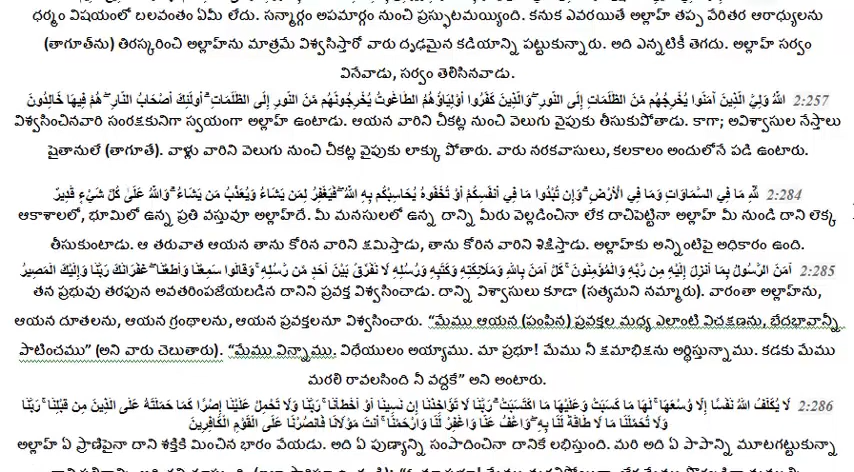 ధర్మం విషయంలో బలవంతం ఏమీ లేదు. సన్మార్గం అపమార్గం నుంచి ప్రస్ఫుటమయ్యింది. కనుక ఎవరయితే అల్లాహ్ తప్ప వేరితర ఆరాధ్యులను
(తాగూత్‌ను) తిరస్కరించి అల్లాహ్‌ను మాత్రమే విశ్వసిస్తారో వారు దృఢమైన కడియాన్ని పట్టుకున్నారు. అది ఎన్నటికీ తెగదు. అల్లాహ్ సర్వం
వినేవాడు, సర్వం తెలిసినవాడు.
2:257 اللَّهُ وَلِيُّ الَّذِينَ آمَنُوا يُخْرِجُهُم مِّنَ الظُّلُمَاتِ إِلَى النُّورِ ۖ وَالَّذِينَ كَفَرُوا أَوْلِيَاؤُهُمُ الطَّاغُوتُ يُخْرِجُونَهُم مِّنَ النُّورِ إِلَى الظُّلُمَاتِ ۗ أُولَٰئِكَ أَصْحَابُ النَّارِ ۖ هُمْ فِيهَا خَالِدُونَ
విశ్వసించినవారి సంరక్షకునిగా స్వయంగా అల్లాహ్ ఉంటాడు. ఆయన వారిని చీకట్ల నుంచి వెలుగు వైపుకు తీసుకుపోతాడు. కాగా; అవిశ్వాసుల నేస్తాలు
షైతానులే (తాగూతే). వాళ్లు వారిని వెలుగు నుంచి చీకట్ల వైపుకు లాక్కు పోతారు. వారు నరకవాసులు, కలకాలం అందులోనే పడి ఉంటారు.
2:284 لِّلَّهِ مَا فِي السَّمَاوَاتِ وَمَا فِي الْأَرْضِ ۗ وَإِن تُبْدُوا مَا فِي أَنفُسِكُمْ أَوْ تُخْفُوهُ يُحَاسِبْكُم بِهِ اللَّهُ ۖ فَيَغْفِرُ لِمَن يَشَاءُ وَيُعَذِّبُ مَن يَشَاءُ ۗ وَاللَّهُ عَلَىٰ كُلِّ شَيْءٍ قَدِيرٌ
ఆకాశాలలో, భూమిలో ఉన్న ప్రతి వస్తువూ అల్లాహ్‌దే. మీ మనసులలో ఉన్న దాన్ని మీరు వెల్లడించినా లేక దాచిపెట్టినా అల్లాహ్ మీ నుండి దాని లెక్క
తీసుకుంటాడు. ఆ తరువాత ఆయన తాను కోరిన వారిని క్షమిస్తాడు, తాను కోరిన వారిని శిక్షిస్తాడు. అల్లాహ్‌కు అన్నింటిపై అధికారం ఉంది.
2:285 آمَنَ الرَّسُولُ بِمَا أُنزِلَ إِلَيْهِ مِن رَّبِّهِ وَالْمُؤْمِنُونَ ۚ كُلٌّ آمَنَ بِاللَّهِ وَمَلَائِكَتِهِ وَكُتُبِهِ وَرُسُلِهِ لَا نُفَرِّقُ بَيْنَ أَحَدٍ مِّن رُّسُلِهِ ۚ وَقَالُوا سَمِعْنَا وَأَطَعْنَا ۖ غُفْرَانَكَ رَبَّنَا وَإِلَيْكَ الْمَصِيرُ
తన ప్రభువు తరఫున అవతరింపజేయబడిన దానిని ప్రవక్త విశ్వసించాడు. దాన్ని విశ్వాసులు కూడా (సత్యమని నమ్మారు). వారంతా అల్లాహ్‌ను,
ఆయన దూతలను, ఆయన గ్రంథాలను, ఆయన ప్రవక్తలనూ విశ్వసించారు. “మేము ఆయన (పంపిన) ప్రవక్తల మధ్య ఎలాంటి విచక్షణను, భేదభావాన్నీ
పాటించము” (అని వారు చెబుతారు). “మేము విన్నాము. విధేయులం అయ్యాము. మా ప్రభూ! మేము నీ క్షమాభిక్షను అర్థిస్తున్నాము. కడకు మేము
మరలి రావలసింది నీ వద్దకే” అని అంటారు.
2:286 لَا يُكَلِّفُ اللَّهُ نَفْسًا إِلَّا وُسْعَهَا ۚ لَهَا مَا كَسَبَتْ وَعَلَيْهَا مَا اكْتَسَبَتْ ۗ رَبَّنَا لَا تُؤَاخِذْنَا إِن نَّسِينَا أَوْ أَخْطَأْنَا ۚ رَبَّنَا وَلَا تَحْمِلْ عَلَيْنَا إِصْرًا كَمَا حَمَلْتَهُ عَلَى الَّذِينَ مِن قَبْلِنَا ۚ رَبَّنَا
وَلَا تُحَمِّلْنَا مَا لَا طَاقَةَ لَنَا بِهِ ۖ وَاعْفُ عَنَّا وَاغْفِرْ لَنَا وَارْحَمْنَا ۚ أَنتَ مَوْلَانَا فَانصُرْنَا عَلَى الْقَوْمِ الْكَافِرِينَ
అల్లాహ్ ఏ ప్రాణిపైనా దాని శక్తికి మించిన భారం వేయడు. అది ఏ పుణ్యాన్ని సంపాదించినా దానికే లభిస్తుంది. మరి అది ఏ పాపాన్ని మూటగట్టుకున్నా